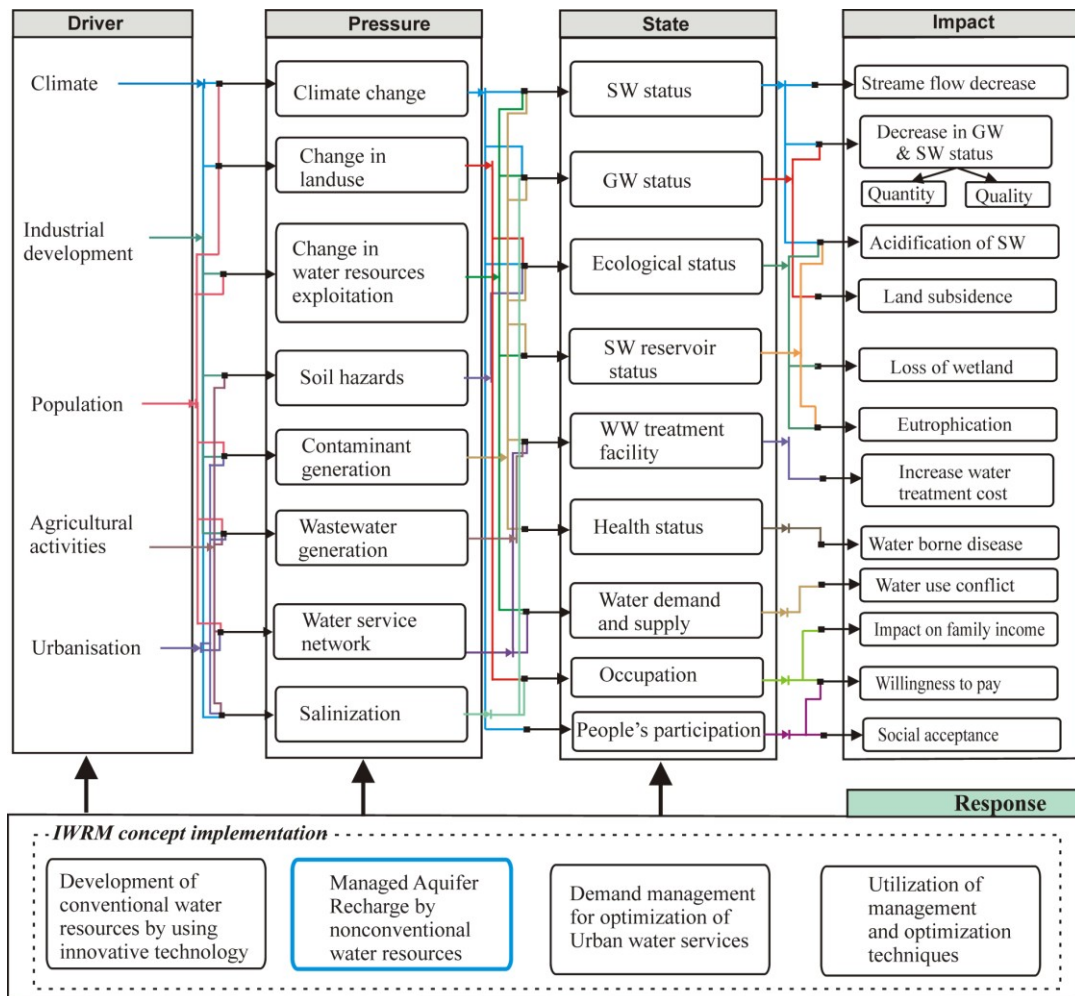 Driver
Climate
Industrial
development
Population
Agricultural
activities
Urbanisation
Pressure
Climate change
Change in
landuse
Change in
water resources
exploitation
Soil hazards
Contaminant
generation
Wastewater
generation
Water service
network
Salinization
State
SW status
GW status
Ecological status
SW reservoir
status
WW treatment
facility
Health status
Water demand
and supply
Occupation
People's participation
Impact
Streame flow decrease
Decrease in GW
& SW status
Quantity
Quality
Acidification of SW
Land subsidence
Loss of wetland
Eutrophication
Increase water
treatment cost
Water borne disease
Water use conflict
Impact on family income
Willingness to pay
Social acceptance
Response
IWRM concept implementation
Development of
conventional water
resources by using
innovative technology
Managed Aquifer
Recharge by
nonconventional
water resources
Demand management
for optimization of
Urban water services
Utilization of
management
and optimization
techniques